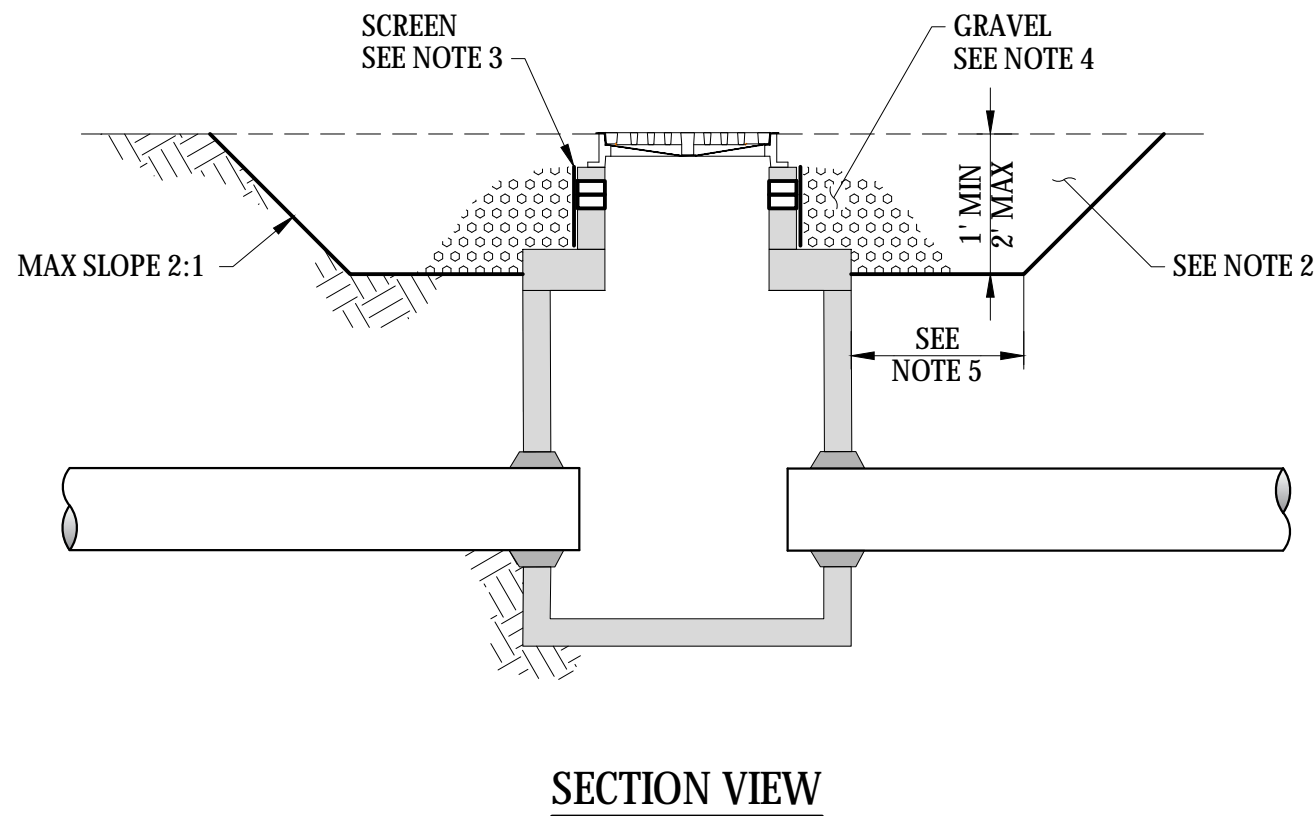 SCREEN
SEE NOTE 3
GRAVEL
SEE NOTE 4
MAX SLOPE 2:1
1' MIN
2' MAX
SEE NOTE 2
SEE
NOTE 5
SECTION VIEW